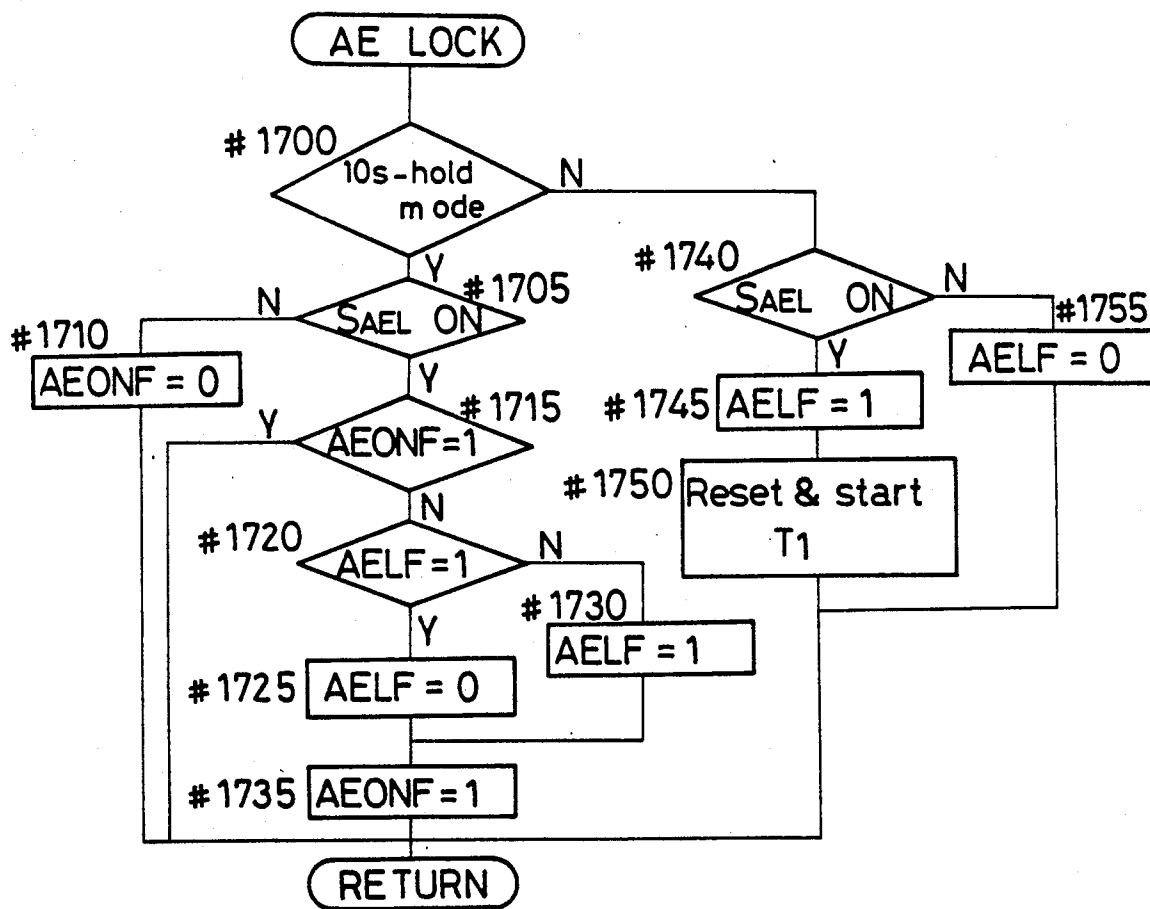 AE LOCK
#1700
10s-hold
mode
N
Y
#1705
SAEL ON
N
Y
#1710
AEONF = 0
#1715
AEONF=1
Y
N
#1720
AELF=1
N
Y
#1730
AELF = 1
#1725
AELF = 0
#1735
AEONF=1
#1740
SAEL ON
N
Y
#1755
AELF = 0
#1745
AELF = 1
#1750
Reset & start
T1
RETURN